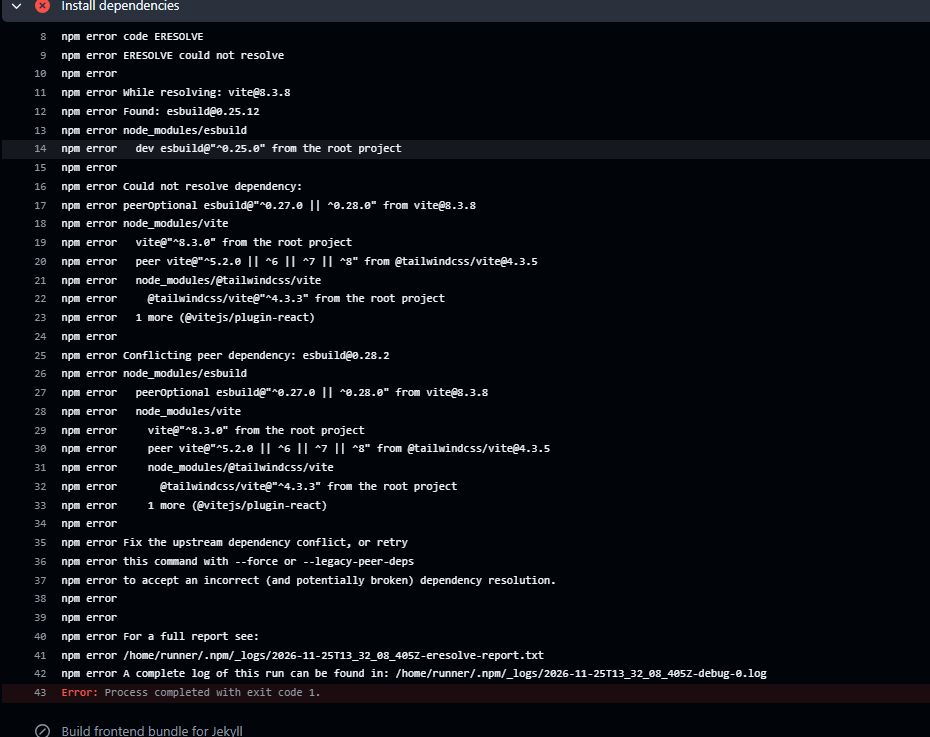 Install dependencies
8 npm error code ERESOLVE
9 npm error ERESOLVE could not resolve
10 npm error
11 npm error While resolving: vite@8.3.8
12 npm error Found: esbuild@0.25.12
13 npm error node_modules/esbuild
14 npm error   dev esbuild@"^0.25.0" from the root project
15 npm error
16 npm error Could not resolve dependency:
17 npm error peerOptional esbuild@"^0.27.0 || ^0.28.0" from vite@8.3.8
18 npm error node_modules/vite
19 npm error   vite@"^8.3.0" from the root project
20 npm error   peer vite@"^5.2.0 || ^6 || ^7 || ^8" from @tailwindcss/vite@4.3.5
21 npm error   node_modules/@tailwindcss/vite
22 npm error     @tailwindcss/vite@"^4.3.3" from the root project
23 npm error   1 more (@vitejs/plugin-react)
24 npm error
25 npm error Conflicting peer dependency: esbuild@0.28.2
26 npm error node_modules/esbuild
27 npm error   peerOptional esbuild@"^0.27.0 || ^0.28.0" from vite@8.3.8
28 npm error   node_modules/vite
29 npm error     vite@"^8.3.0" from the root project
30 npm error     peer vite@"^5.2.0 || ^6 || ^7 || ^8" from @tailwindcss/vite@4.3.5
31 npm error     node_modules/@tailwindcss/vite
32 npm error       @tailwindcss/vite@"^4.3.3" from the root project
33 npm error     1 more (@vitejs/plugin-react)
34 npm error
35 npm error Fix the upstream dependency conflict, or retry
36 npm error this command with --force or --legacy-peer-deps
37 npm error to accept an incorrect (and potentially broken) dependency resolution.
38 npm error
39 npm error
40 npm error For a full report see:
41 npm error /home/runner/.npm/_logs/2026-11-25T13_32_08_405Z-eresolve-report.txt
42 npm error A complete log of this run can be found in: /home/runner/.npm/_logs/2026-11-25T13_32_08_405Z-debug-0.log
43 Error: Process completed with exit code 1.
Build frontend bundle for Jekyll